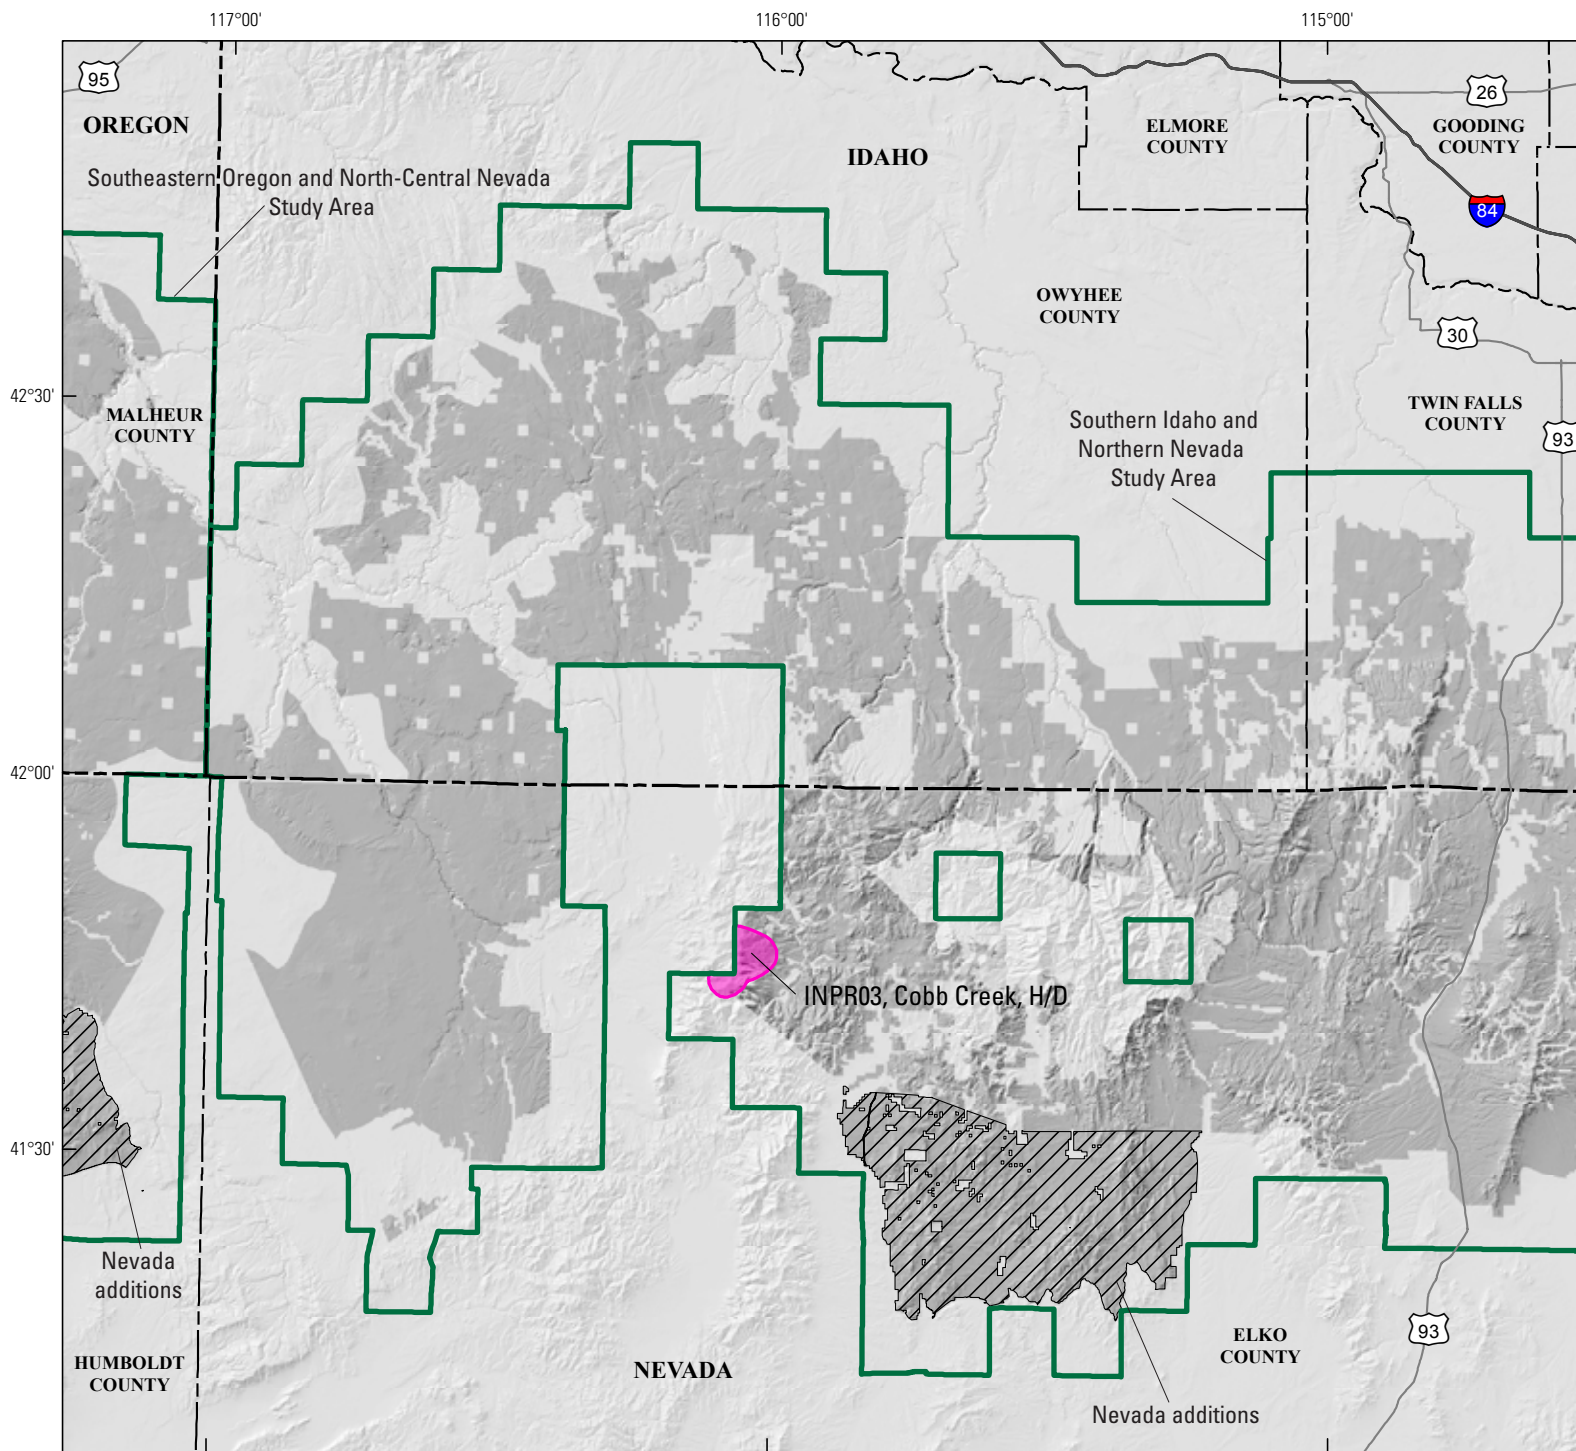 117°00'
116°00'
115°00'
95
26
OREGON
ELMORE
COUNTY
GOODING
COUNTY
IDAHO
Southeastern Oregon and North-Central Nevada
Study Area
84
OWYHEE
COUNTY
30
42°30'
MALHEUR
COUNTY
Southern Idaho and
Northern Nevada
Study Area
TWIN FALLS
COUNTY
93
42°00'
INPR03, Cobb Creek, H/D
41°30'
Nevada
additions
HUMBOLDT
COUNTY
NEVADA
ELKO
COUNTY
93
Nevada additions